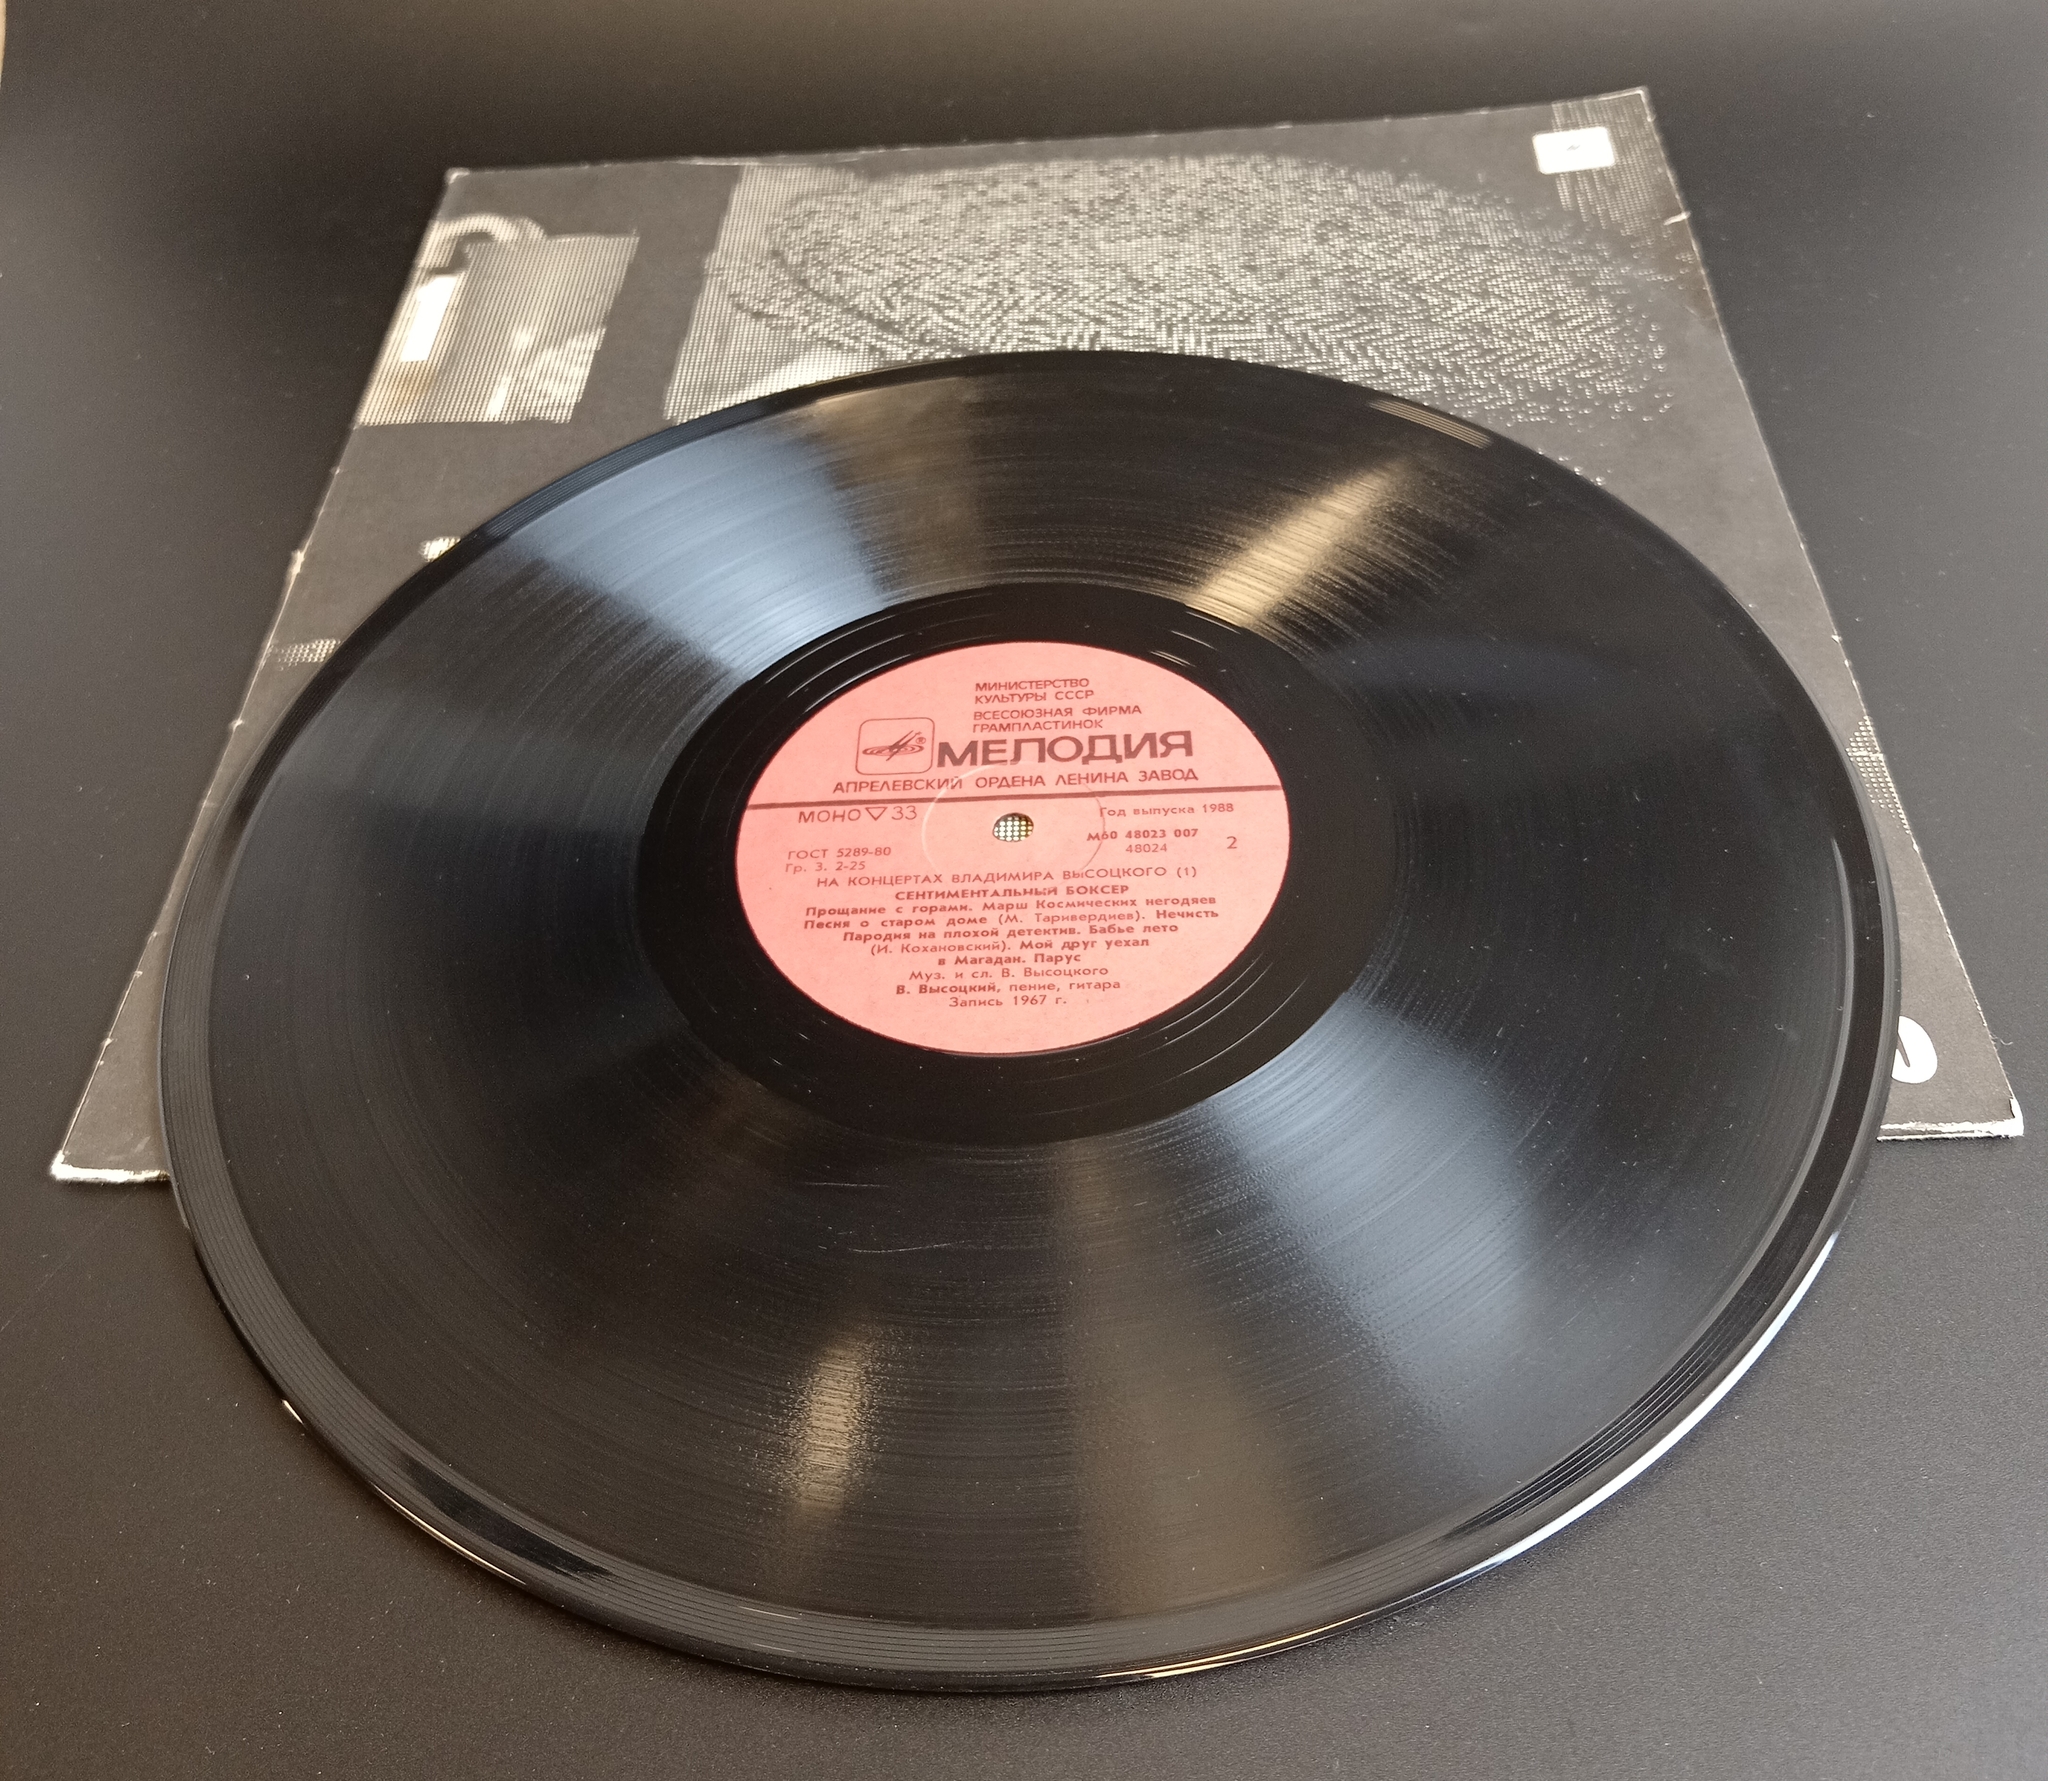 МИНИСТЕРСТВО
КУЛЬТУРЫ СССР
ВСЕСОЮЗНАЯ ФИРМА
ГРАМПЛАСТИНОК
МЕЛОДИЯ
АПРЕЛЕВСКИЙ ОРДЕНА ЛЕНИНА ЗАВОД
МОНО ▽ 33
Год выпуска 1988
ГОСТ 5289-80
Гр. 3. 2-25
М60 48023 007
48024
2
НА КОНЦЕРТАХ ВЛАДИМИРА ВЫСОЦКОГО (1)
СЕНТИМЕНТАЛЬНЫЙ БОКСЕР
Прощание с горами. Марш Космических негодяев
Песня о старом доме (М. Таривердиев). Нечисть
Пародия на плохой детектив. Бабье лето
(И. Кохановский). Мой друг уехал
в Магадан. Парус
Муз. и сл. В. Высоцкого
В. Высоцкий, пение, гитара
Запись 1967 г.